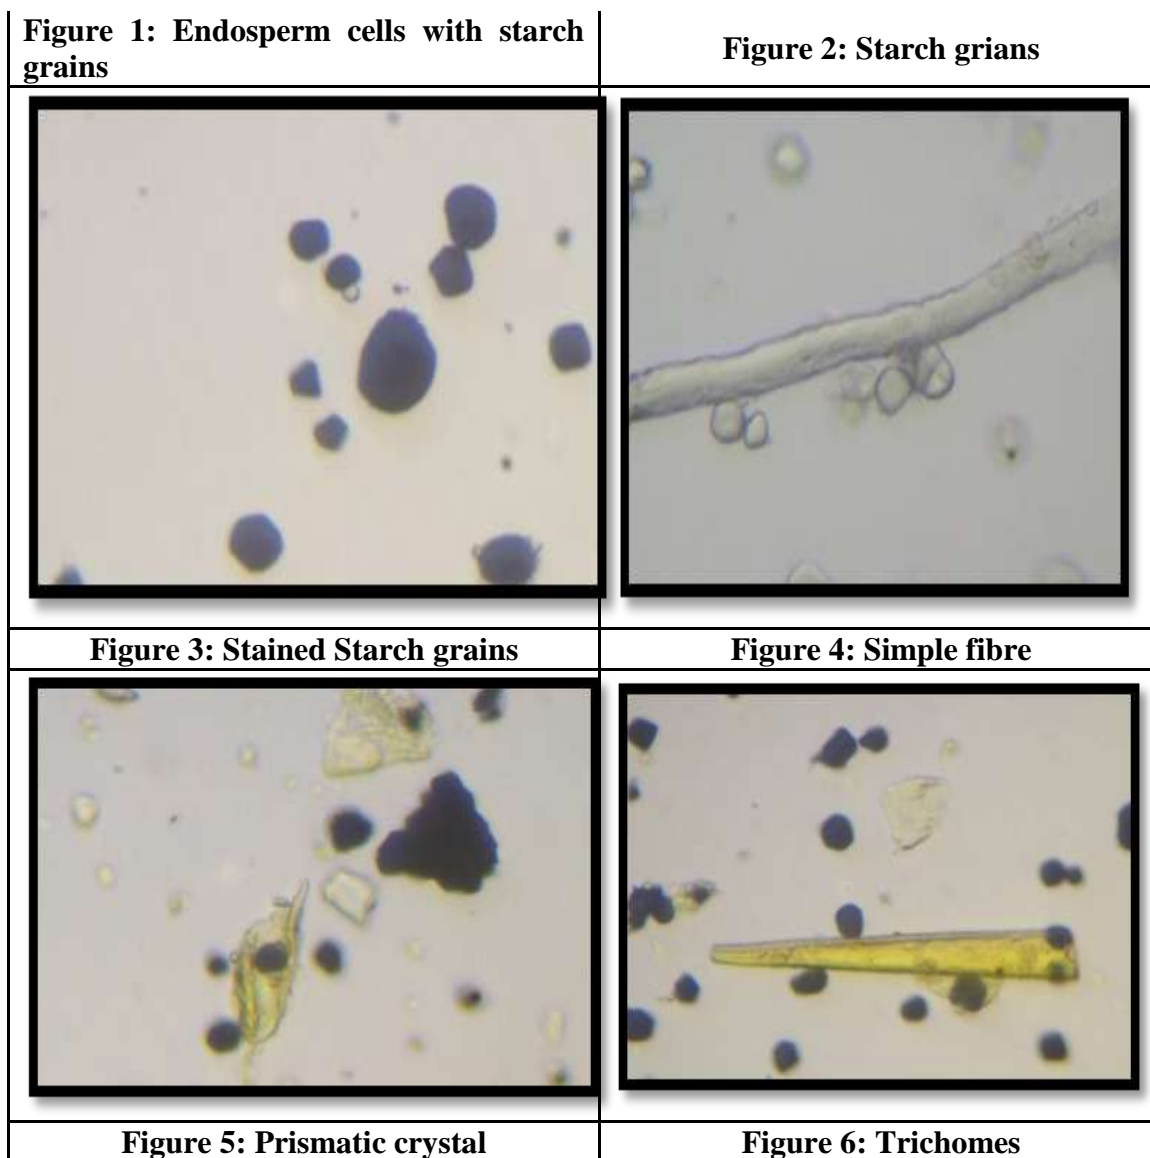 Figure 1: Endosperm cells with starch
grains
Figure 2: Starch grians
Figure 3: Stained Starch grains
Figure 4: Simple fibre
Figure 5: Prismatic crystal
Figure 6: Trichomes